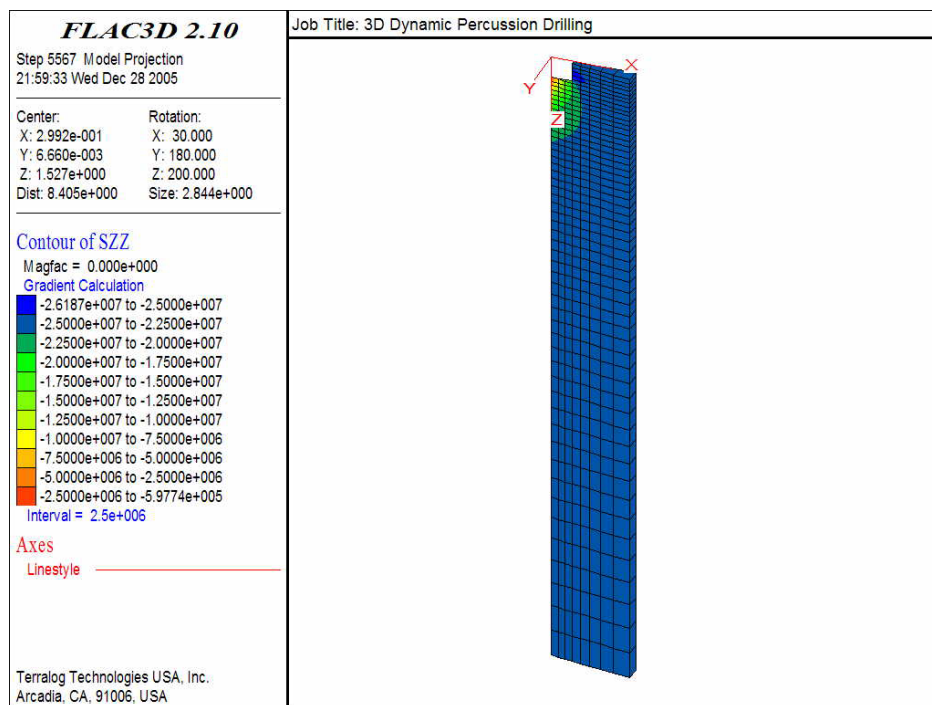 FLAC3D 2.10
Step 5567 Model Projection
21:59:33 Wed Dec 28 2005
Center:
X: 2.992e-001
Y: 6.660e-003
Z: 1.527e+000
Dist: 8.405e+000
Rotation:
X: 30.000
Y: 180.000
Z: 200.000
Size: 2.844e+000
Contour of SZZ
Magfac = 0.000e+000
Gradient Calculation
-2.6187e+007 to -2.5000e+007
-2.5000e+007 to -2.2500e+007
-2.2500e+007 to -2.0000e+007
-2.0000e+007 to -1.7500e+007
-1.7500e+007 to -1.5000e+007
-1.5000e+007 to -1.2500e+007
-1.2500e+007 to -1.0000e+007
-1.0000e+007 to -7.5000e+006
-7.5000e+006 to -5.0000e+006
-5.0000e+006 to -2.5000e+006
-2.5000e+006 to -5.9774e+005
Interval = 2.5e+006
Axes
Linestyle
Terralog Technologies USA, Inc.
Arcadia, CA, 91006, USA
Job Title: 3D Dynamic Percussion Drilling
X
Y
Z